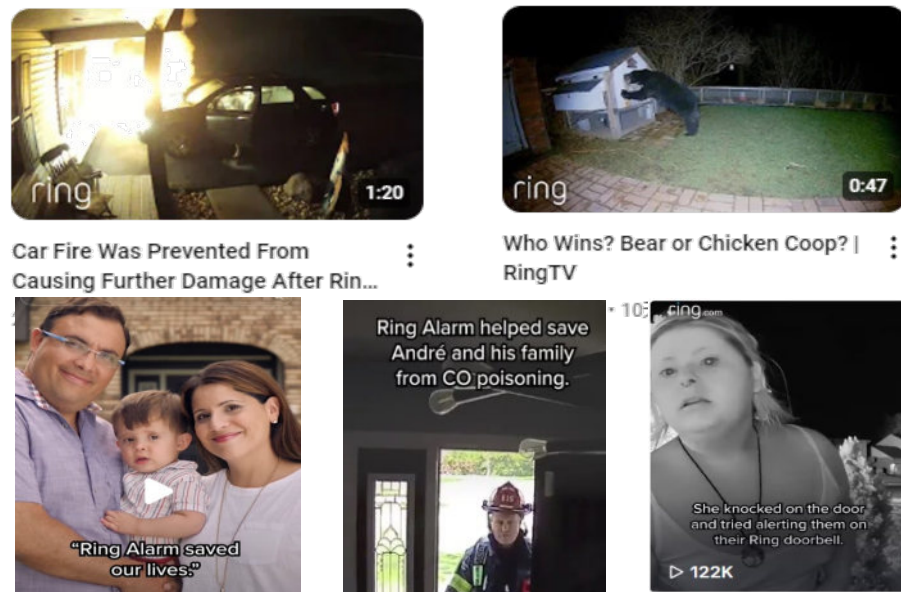 ring
1:20
ring
0:47
Car Fire Was Prevented From
Causing Further Damage After Rin...
Who Wins? Bear or Chicken Coop? |
RingTV
• 10
ring.com
Ring Alarm helped save
André and his family
from CO poisoning.
"Ring Alarm saved
our lives."
She knocked on the door
and tried alerting them on
their Ring doorbell.
122K